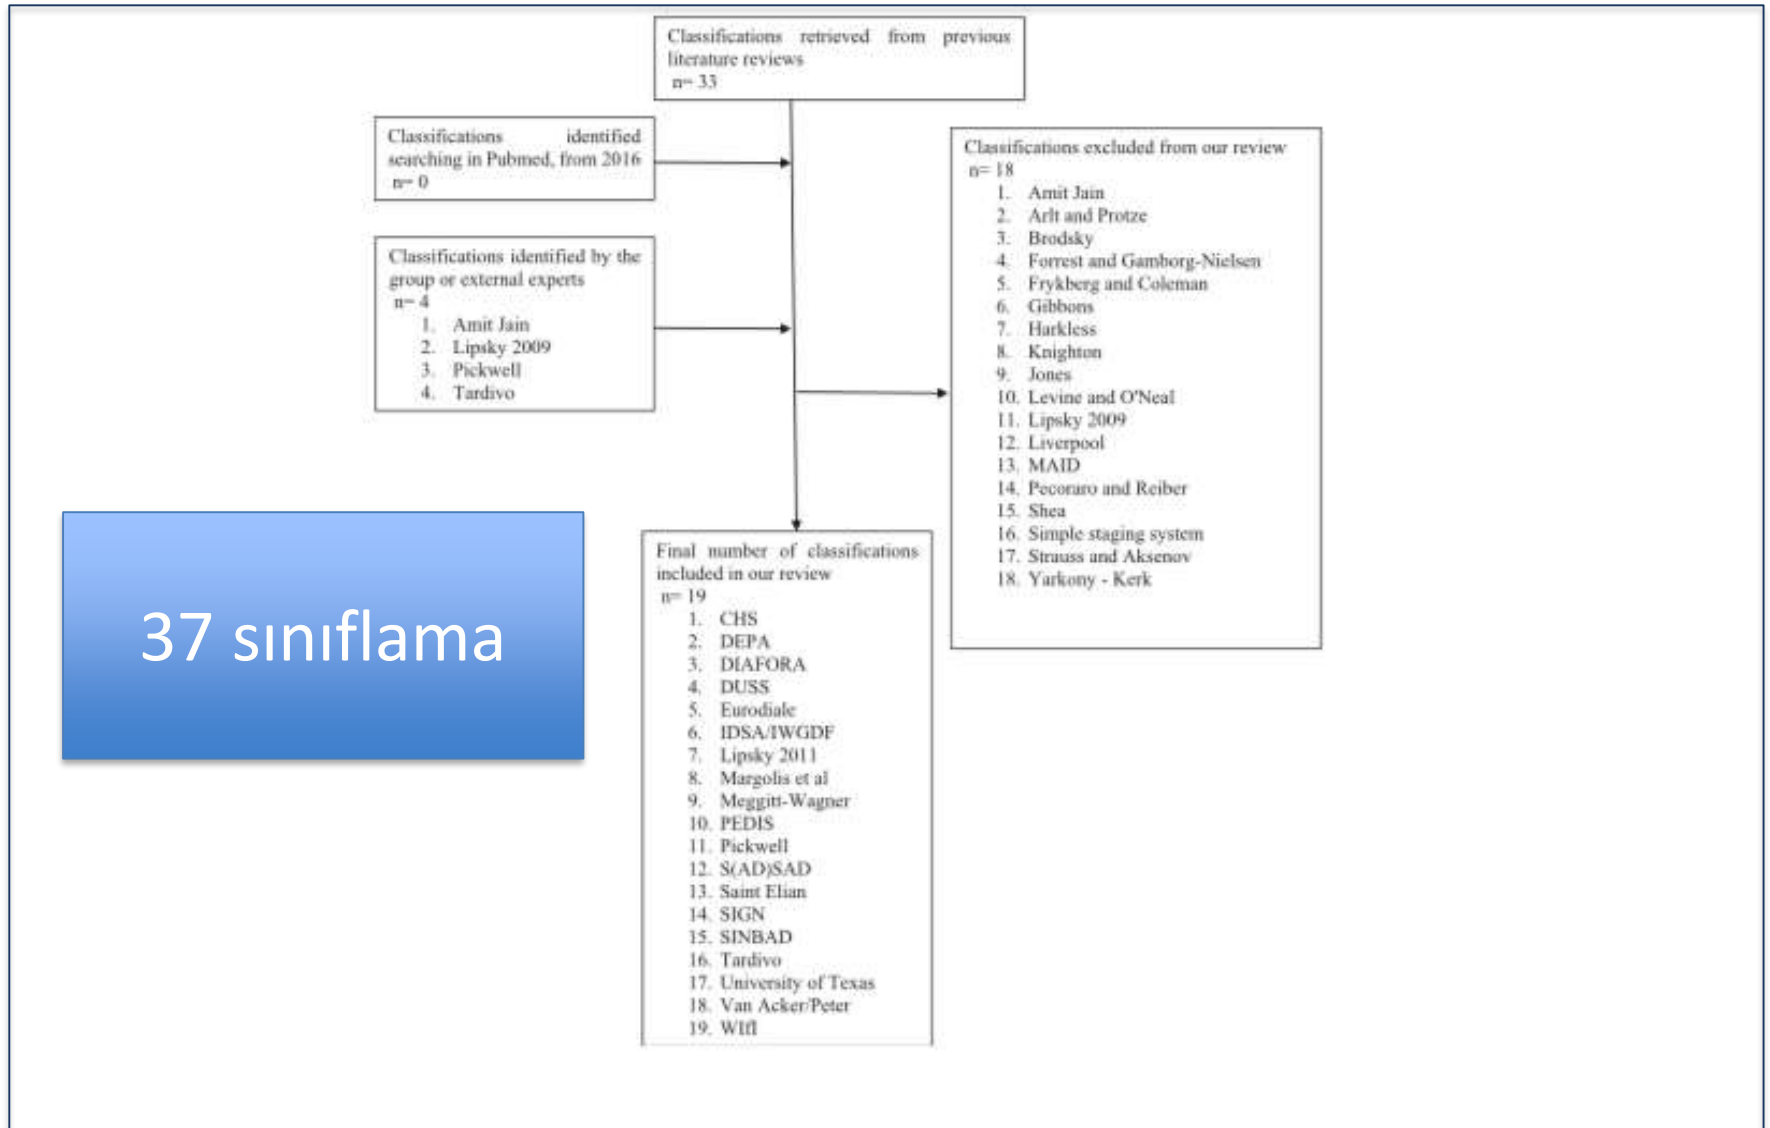 Classifications retrieved from previous
literature reviews
n= 33
Classifications identified
searching in Pubmed, from 2016
n= 0
Classifications identified by the
group or external experts
n= 4
1. Amit Jain
2. Lipsky 2009
3. Pickwell
4. Tardivo
Classifications excluded from our review
n= 18
1. Amit Jain
2. Arlt and Protze
3. Brodsky
4. Forrest and Gamborg-Nielsen
5. Frykberg and Coleman
6. Gibbons
7. Harkless
8. Knighton
9. Jones
10. Levine and O'Neal
11. Lipsky 2009
12. Liverpool
13. MAID
14. Pecoraro and Reiber
15. Shea
16. Simple staging system
17. Strauss and Aksenov
18. Yarkony - Kerk
37 sınıflama
Final number of classifications
included in our review
n= 19
1. CHS
2. DEPA
3. DIAFORA
4. DUSS
5. Eurodiale
6. IDSA/IWGDF
7. Lipsky 2011
8. Margolis et al
9. Meggitt-Wagner
10. PEDIS
11. Pickwell
12. S(AD)SAD
13. Saint Elian
14. SIGN
15. SINBAD
16. Tardivo
17. University of Texas
18. Van Acker/Peter
19. WIfI